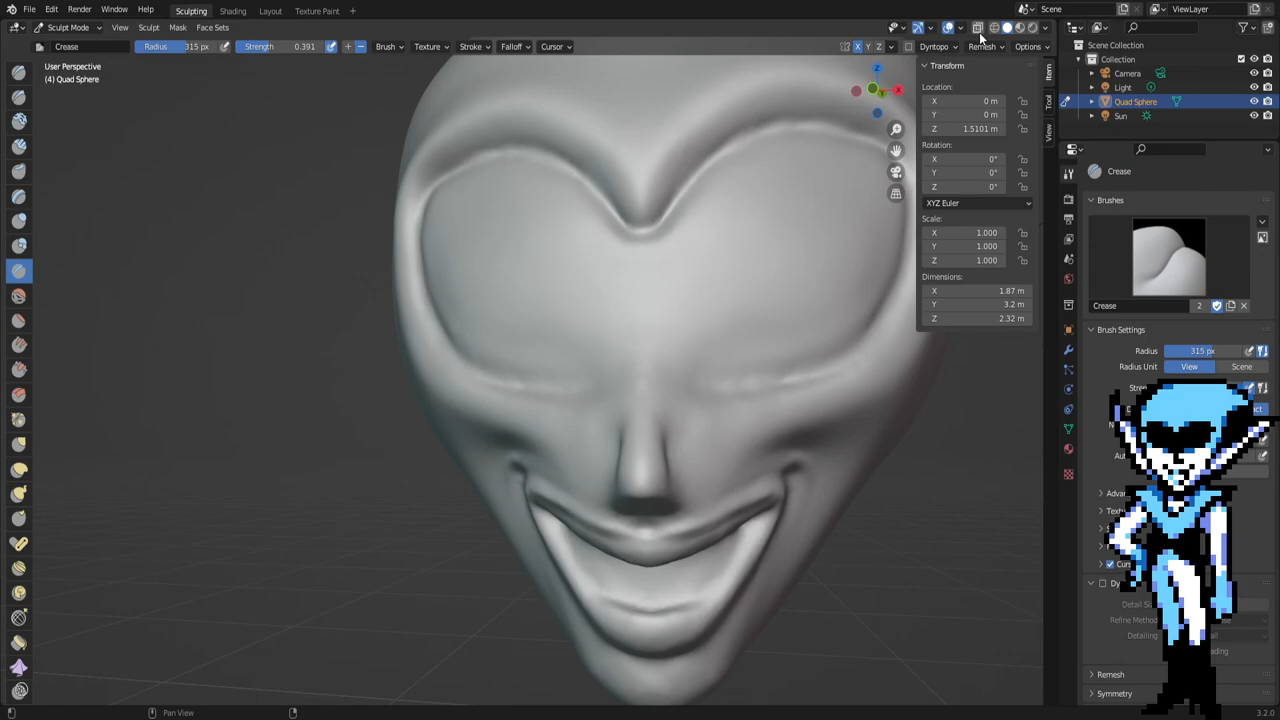 File Edit Render Window Help Sculpting Shading Layout Texture Paint + Scene ViewLayer
Sculpt Mode View Sculpt Mask Face Sets
Crease Radius 315 px Strength 0.391 Brush Texture Stroke Falloff Cursor X Y Z Dyntopo Remesh Options
User Perspective
(4) Quad Sphere
Z
X
Y
Transform
Location:
X 0 m
Y 0 m
Z 1.5101 m
Rotation:
X 0°
Y 0°
Z 0°
XYZ Euler
Scale:
X 1.000
Y 1.000
Z 1.000
Dimensions:
X 1.87 m
Y 3.2 m
Z 2.32 m
Item
Tool
View
Scene Collection
Collection
Camera
Light
Quad Sphere
Sun
Crease
Brushes
Crease 2
Brush Settings
Radius 315 px
Radius Unit View Scene
Detailing
Remesh
Symmetry
Pan View
3.2.0